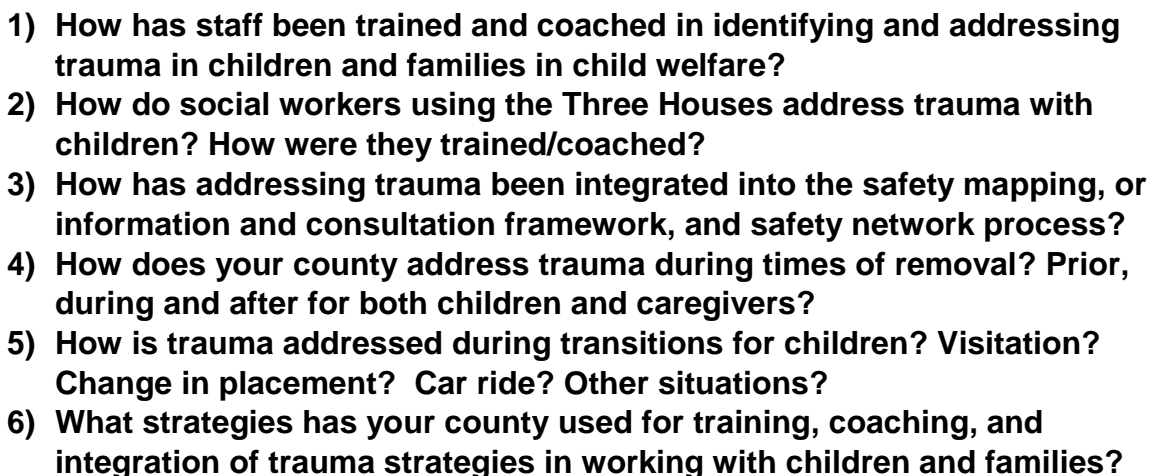 1) How has staff been trained and coached in identifying and addressing
trauma in children and families in child welfare?
2) How do social workers using the Three Houses address trauma with
children? How were they trained/coached?
3) How has addressing trauma been integrated into the safety mapping, or
information and consultation framework, and safety network process?
4) How does your county address trauma during times of removal? Prior,
during and after for both children and caregivers?
5) How is trauma addressed during transitions for children? Visitation?
Change in placement?  Car ride? Other situations?
6) What strategies has your county used for training, coaching, and
integration of trauma strategies in working with children and families?